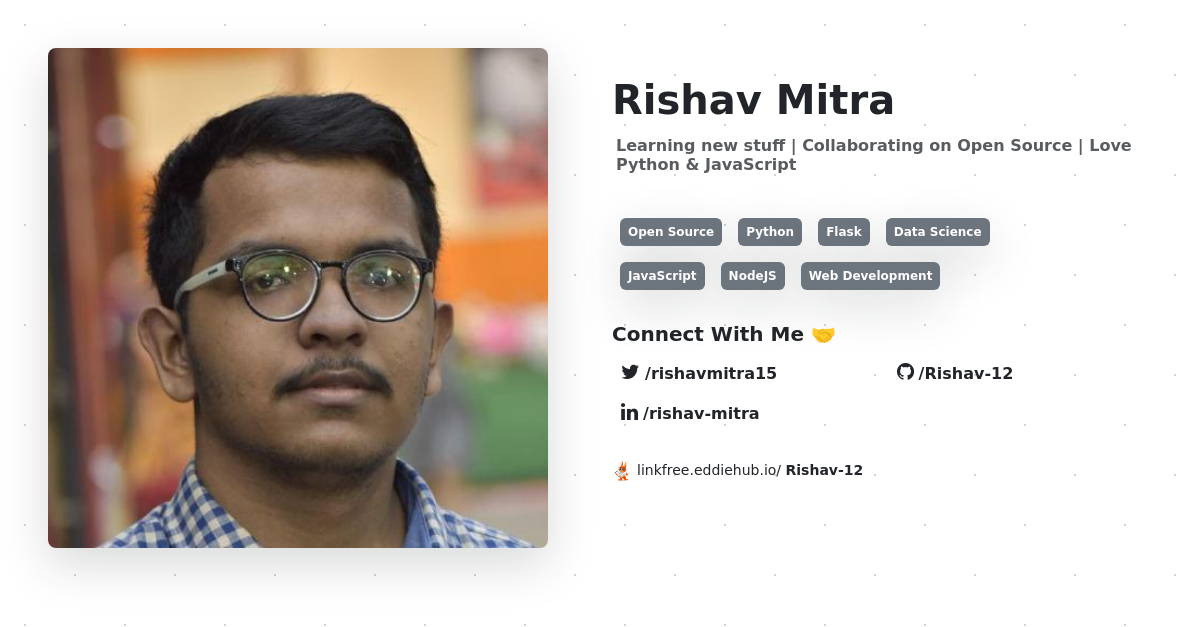 Rishav Mitra
Learning new stuff | Collaborating on Open Source | Love
Python & JavaScript
Open Source Python Flask Data Science
JavaScript NodeJS Web Development
Connect With Me 🤝
/rishavmitra15 /Rishav-12
/rishav-mitra
linkfree.eddiehub.io/ Rishav-12